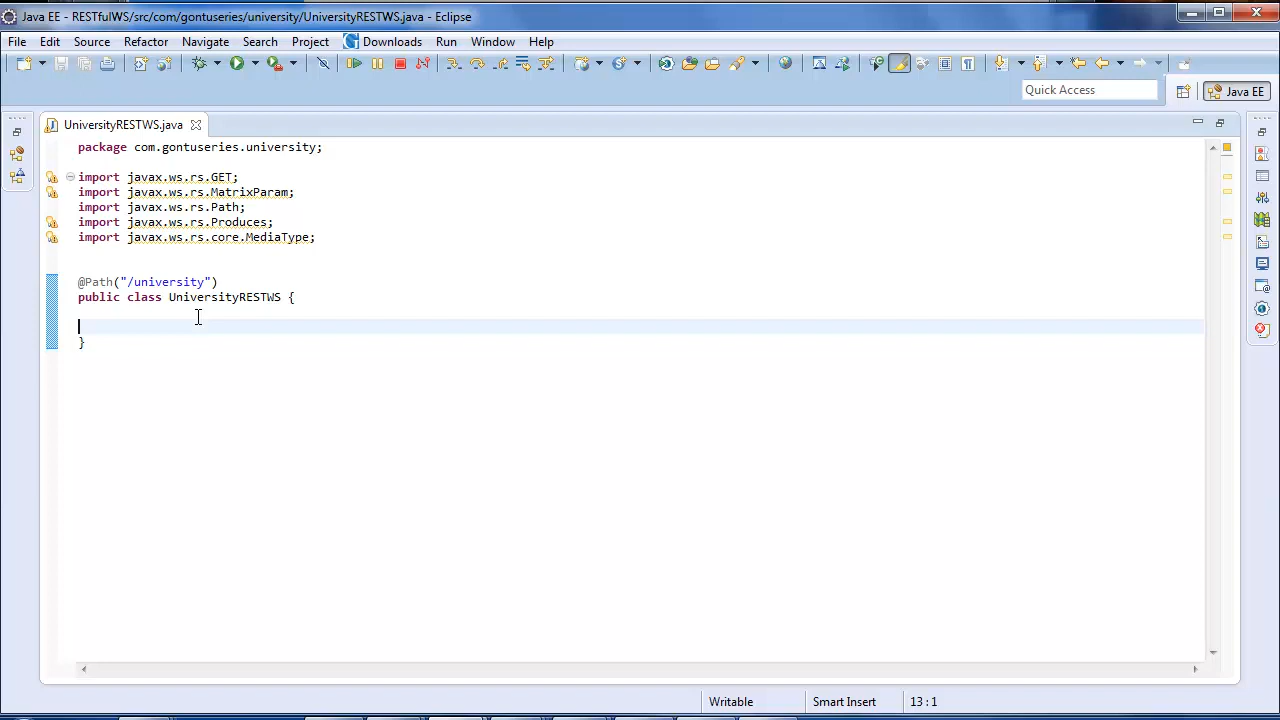 Java EE - RESTfulWS/src/com/gontuseries/university/UniversityRESTWS.java - Eclipse
File Edit Source Refactor Navigate Search Project Downloads Run Window Help
Quick Access
Java EE
UniversityRESTWS.java
package com.gontuseries.university;
import javax.ws.rs.GET;
import javax.ws.rs.MatrixParam;
import javax.ws.rs.Path;
import javax.ws.rs.Produces;
import javax.ws.rs.core.MediaType;
@Path("/university")
public class UniversityRESTWS {
}
Writable Smart Insert 13 : 1